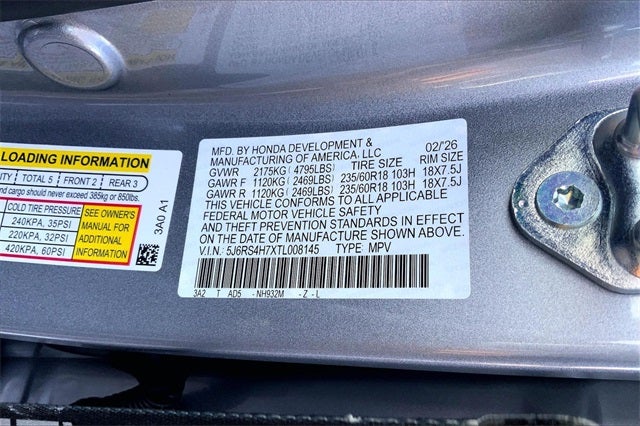 LOADING INFORMATION
ITY TOTAL 5 FRONT 2 REAR 3
nd cargo should never exceed 385kg or 850lbs.
COLD TIRE PRESSURE
240KPA, 35PSI
220KPA, 32PSI
420KPA, 60PSI
SEE OWNER'S
MANUAL FOR
ADDITIONAL
INFORMATION
3A0 A1
MFD. BY HONDA DEVELOPMENT &
MANUFACTURING OF AMERICA, LLC 02/'26
GVWR 2175KG (4795LBS) TIRE SIZE RIM SIZE
GAWR F 1120KG (2469LBS) 235/60R18 103H 18X7.5J
GAWR R 1120KG (2469LBS) 235/60R18 103H 18X7.5J
THIS VEHICLE CONFORMS TO ALL APPLICABLE
FEDERAL MOTOR VEHICLE SAFETY
AND THEFT PREVENTION STANDARDS IN EFFECT
ON THE DATE OF MANUFACTURE SHOWN ABOVE.
V.I.N.: 5J6RS4H7XTL008145 TYPE: MPV
3A2 T AD5 - NH932M - Z - L